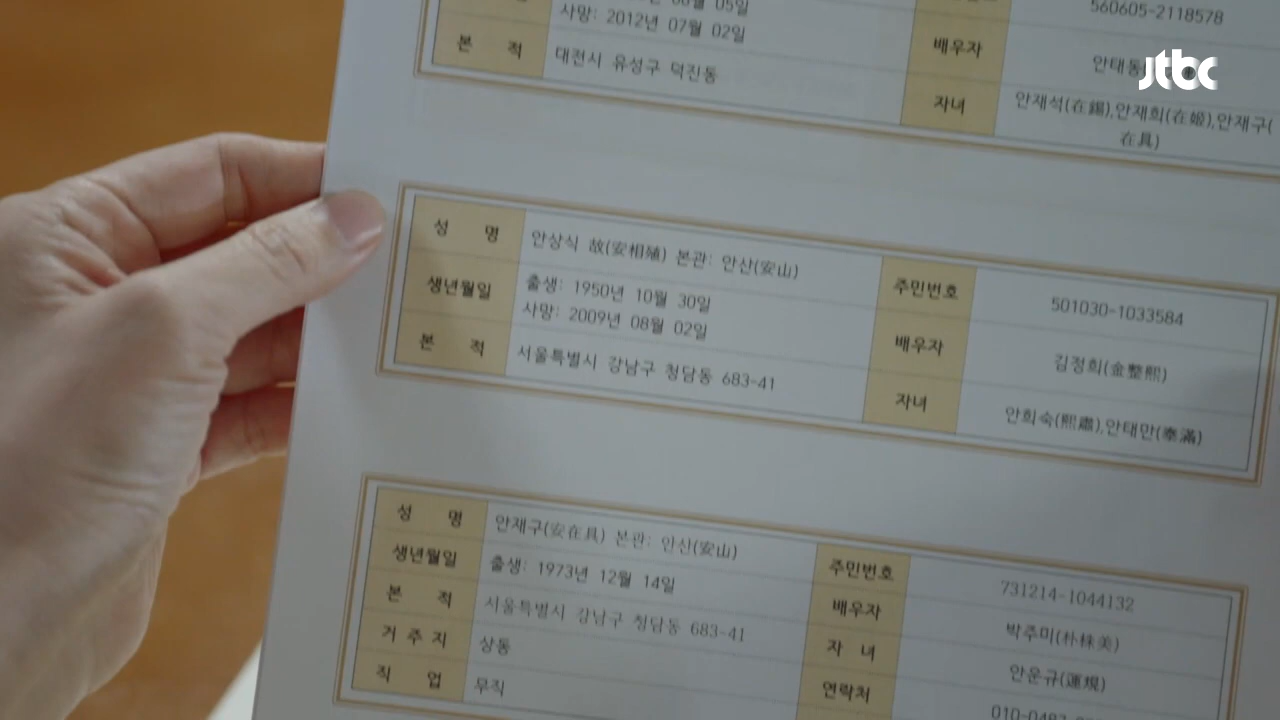 jtbc
05일
560605-2118578
사망: 2012년 07월 02일
배우자
안태동
본 적
대전시 유성구 덕진동
자녀
안재석(在錫),안재희(在姬),안재구(
在具)
성 명
안상식 故(安相殖) 본관: 안산(安山)
주민번호
501030-1033584
생년월일
출생: 1950년 10월 30일
사망: 2009년 08월 02일
배우자
김정희(金整熙)
본 적
서울특별시 강남구 청담동 683-41
자녀
안희숙(熙肅),안태만(泰滿)
성 명
안재구(安在具) 본관: 안산(安山)
주민번호
731214-1044132
생년월일
출생: 1973년 12월 14일
배우자
박주미(朴株美)
본 적
서울특별시 강남구 청담동 683-41
자 녀
안운규(運規)
거 주 지
상동
연락처
직 업
무직